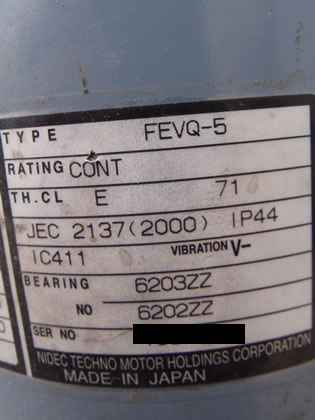 TYPE FEVQ-5
RATING CONT
TH.CL E 71
JEC 2137(2000) IP44
IC411 VIBRATION V-
BEARING 6203ZZ
NO 6202ZZ
SER NO
NIDEC TECHNO MOTOR HOLDINGS CORPORATION
MADE IN JAPAN